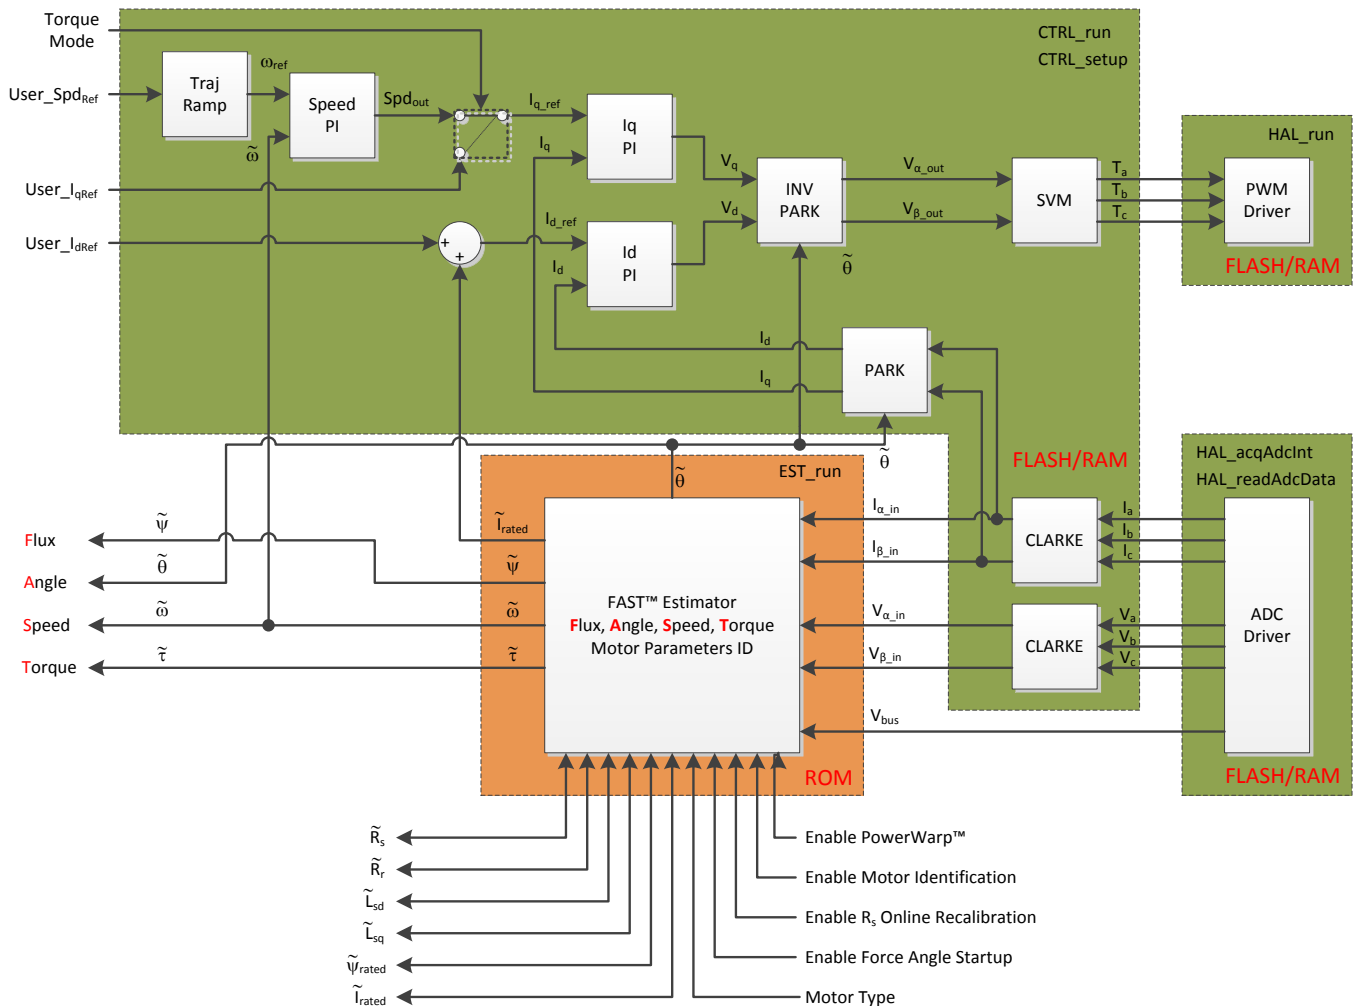 Torque
Mode
CTRL_run
CTRL_setup
User_SpdRef
Traj
Ramp
ωref
Speed
PI
ω̃
Spdout
Iq_ref
Iq
Iq
PI
User_IqRef
User_IdRef
+
+
Id_ref
Id
Id
PI
Vq
Vd
INV
PARK
θ̃
Vα_out
Vβ_out
SVM
Ta
Tb
Tc
HAL_run
PWM
Driver
FLASH/RAM
Id
Iq
PARK
θ̃
FLASH/RAM
EST_run
θ̃
Ĩrated
ψ̃
ω̃
τ̃
FAST™ Estimator
Flux, Angle, Speed, Torque
Motor Parameters ID
ROM
Iα_in
Iβ_in
Vα_in
Vβ_in
Vbus
CLARKE
CLARKE
Ia
Ib
Ic
Va
Vb
Vc
HAL_acqAdcInt
HAL_readAdcData
ADC
Driver
FLASH/RAM
Flux
ψ̃
Angle
θ̃
Speed
ω̃
Torque
τ̃
R̃s
R̃r
L̃sd
L̃sq
ψ̃rated
Ĩrated
Enable PowerWarp™
Enable Motor Identification
Enable Rs Online Recalibration
Enable Force Angle Startup
Motor Type